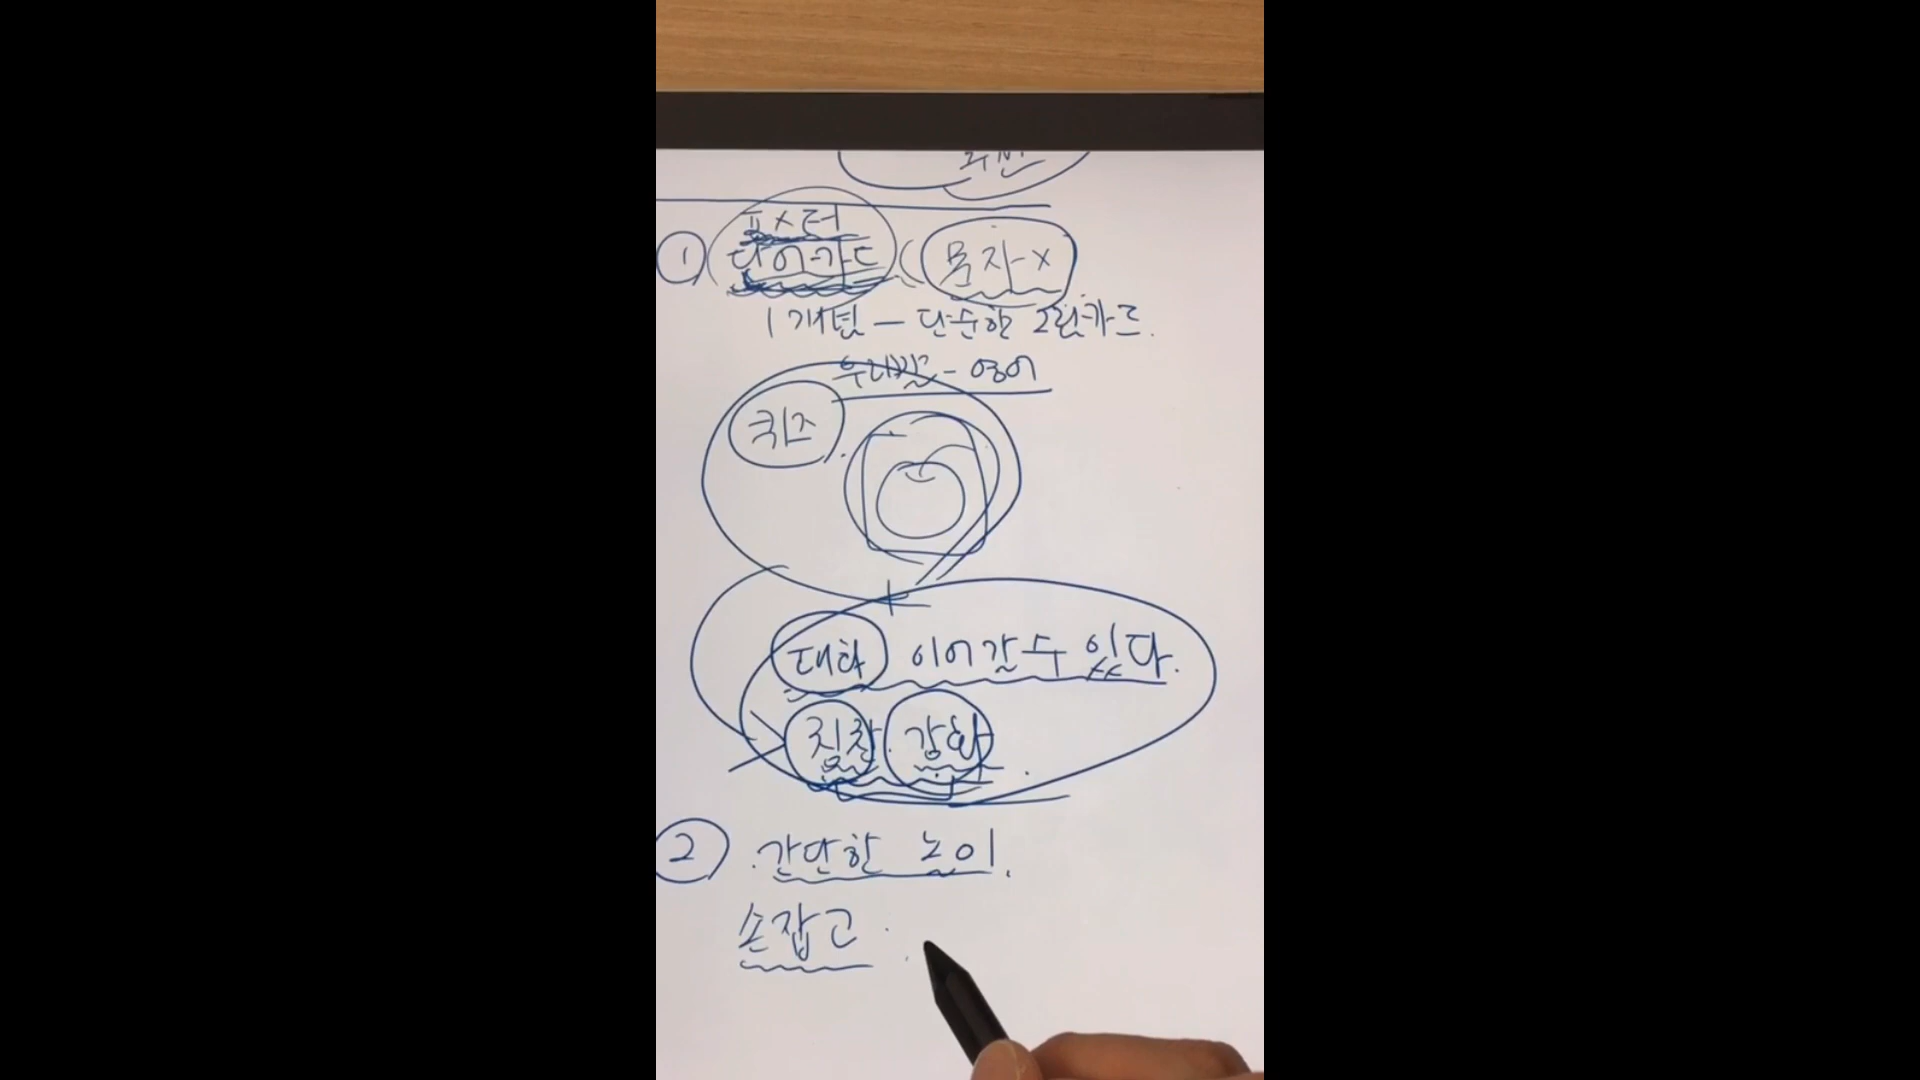 ① 포스터
단어카드 (문자-x
1개념 - 단순한 그림카드.
우리말 - 영어
퀴즈.
+
대화 이어갈 수 있다.
칭찬. 강화.
② 간단한 놀이.
손잡고